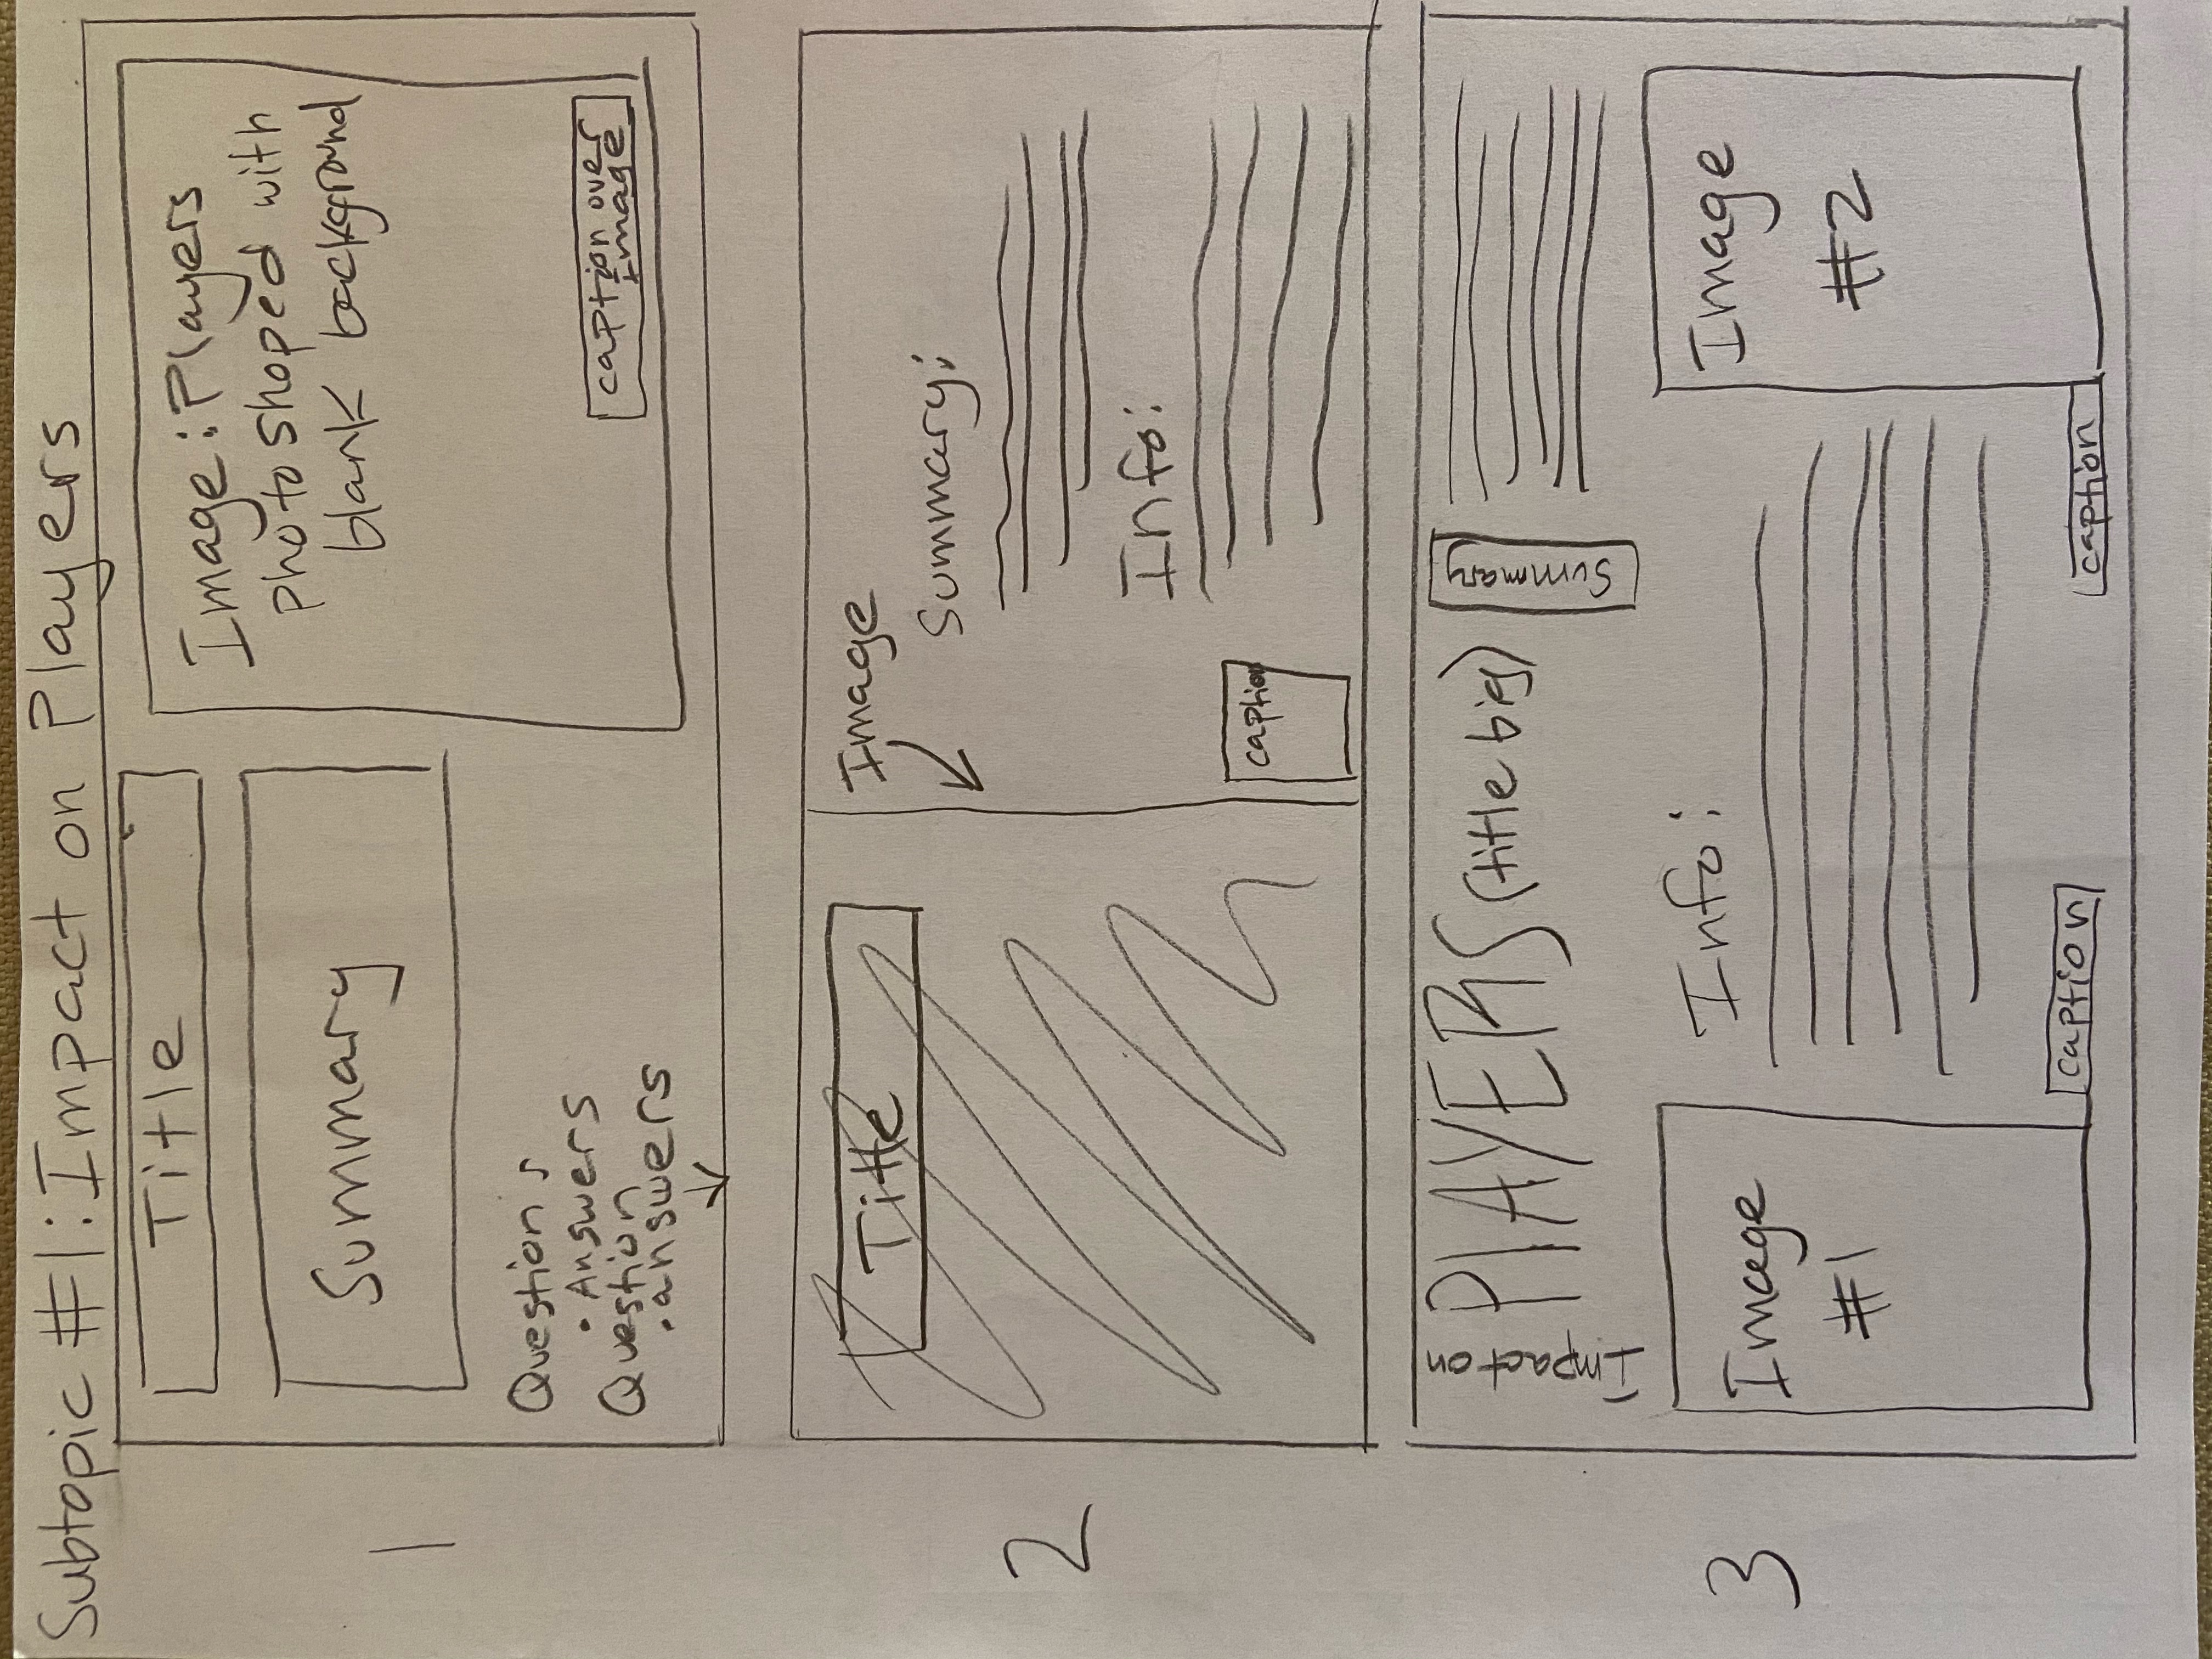 Subtopic #1: Impact on Players
1
Title
Summary
Questions
• Answers
Question
• answers
Image: Players
photoshoped with
blank background
caption over
image
2
Title
Image
Summary:
Info:
caption
3
Impact on
PLAYERS (title big)
Summary
Image
#1
Info:
caption
Image
#2
caption